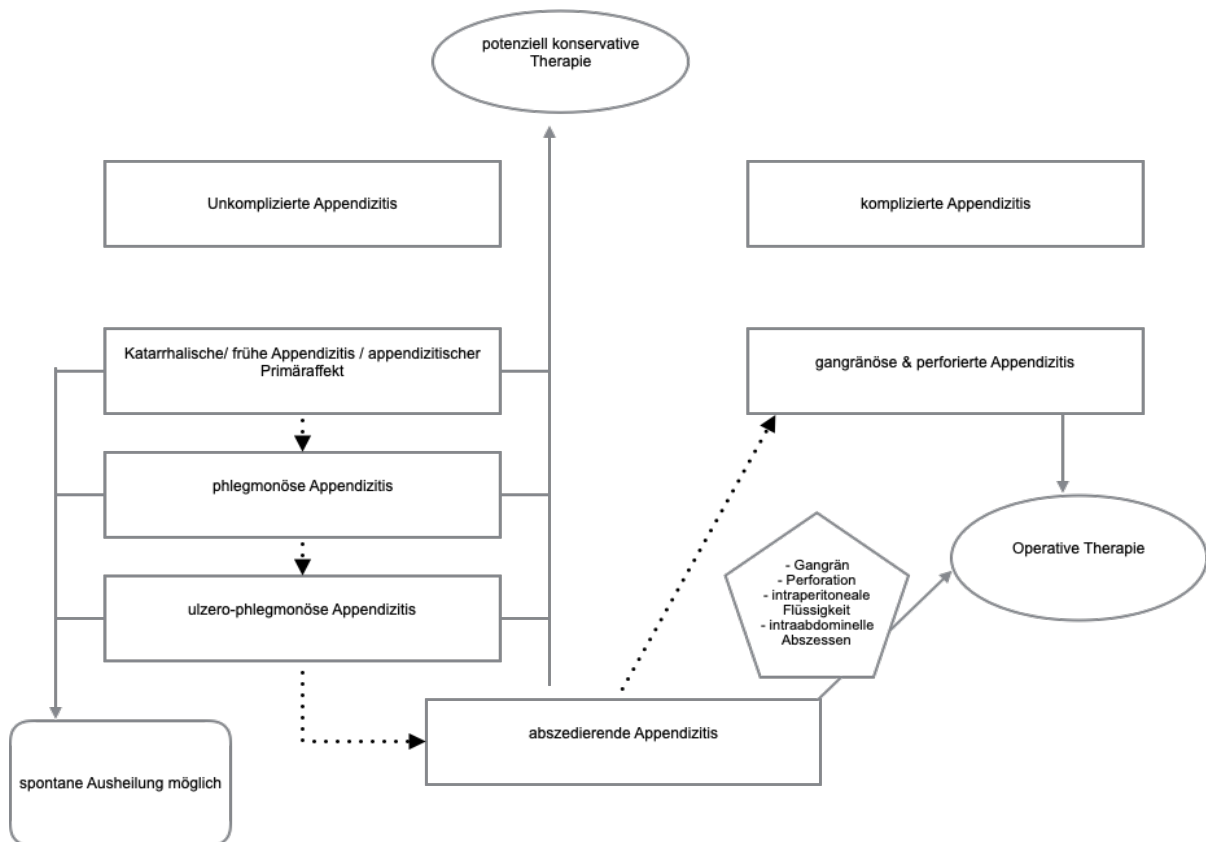 potenziell konservative
Therapie
Unkomplizierte Appendizitis
komplizierte Appendizitis
Katarrhalische/ frühe Appendizitis / appendizitischer
Primäraffekt
gangränöse & perforierte Appendizitis
phlegmonöse Appendizitis
ulzero-phlegmonöse Appendizitis
- Gangrän
- Perforation
- intraperitoneale
Flüssigkeit
- intraabdominelle
Abszessen
Operative Therapie
abszedierende Appendizitis
spontane Ausheilung möglich